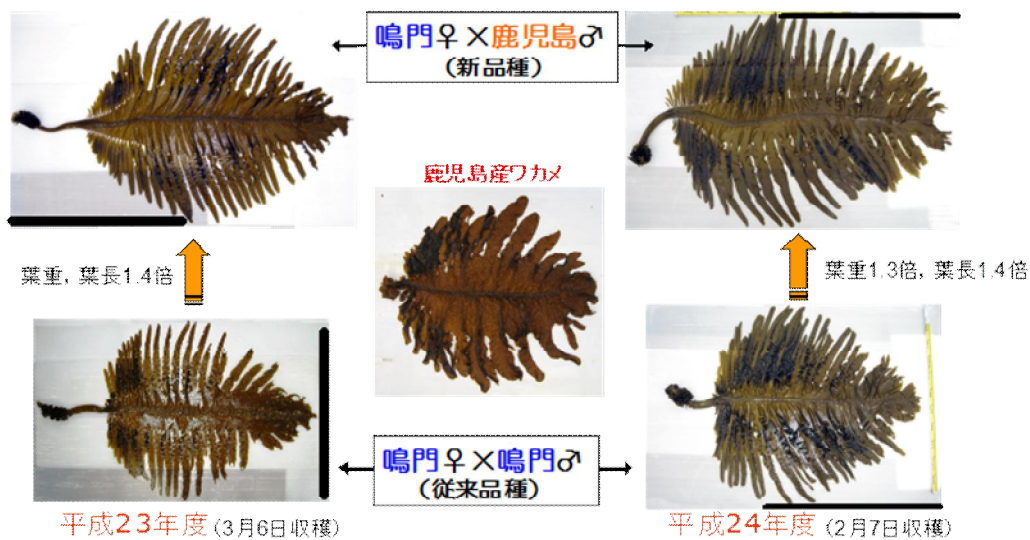 鳴門♀×鹿児島♂
(新品種)
鹿児島産ワカメ
葉重, 葉長1.4倍
葉重1.3倍, 葉長1.4倍
鳴門♀×鳴門♂
(従来品種)
平成23年度 (3月6日収穫)
平成24年度 (2月7日収穫)